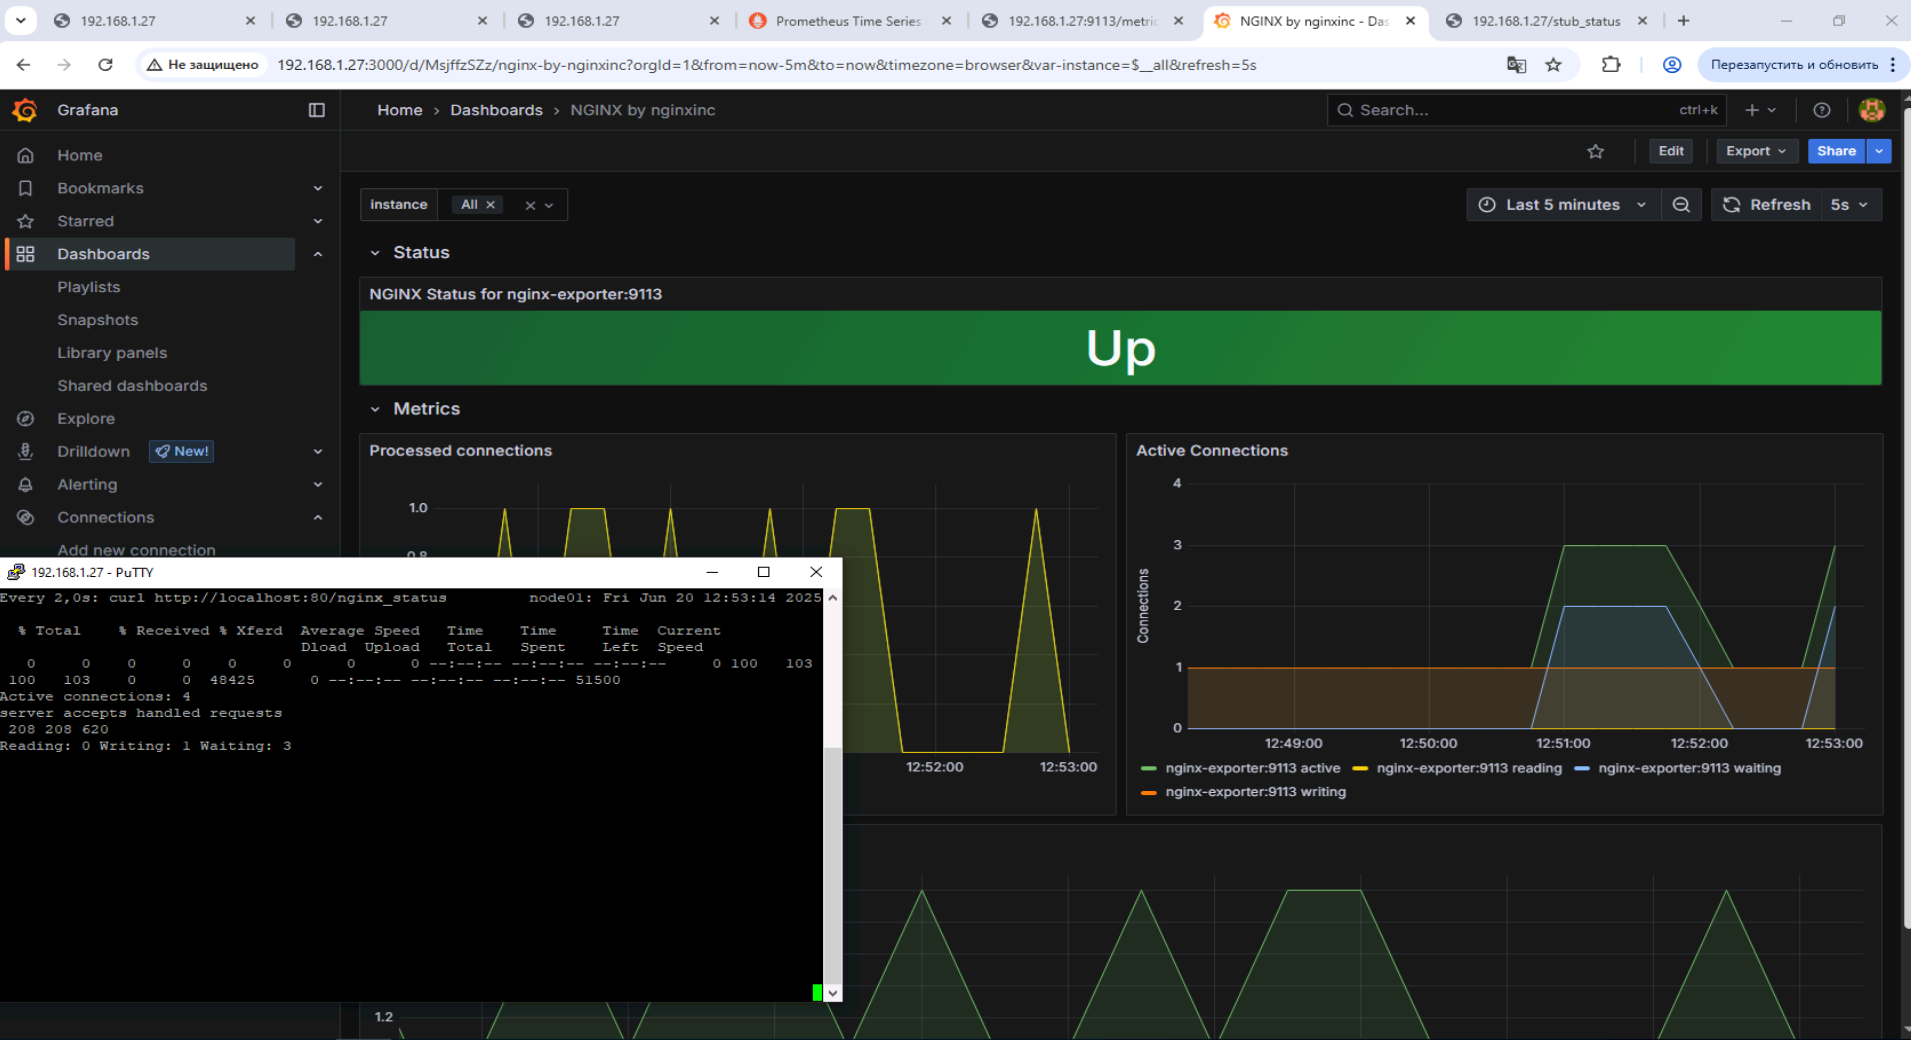 192.168.1.27
192.168.1.27
192.168.1.27
Prometheus Time Series
192.168.1.27:9113/metric
NGINX by nginxinc - Das
192.168.1.27/stub_status
Не защищено
192.168.1.27:3000/d/MsjffzSZz/nginx-by-nginxinc?orgId=1&from=now-5m&to=now&timezone=browser&var-instance=$__all&refresh=5s
Перезапустить и обновить
Grafana
Home › Dashboards › NGINX by nginxinc
Search...
ctrl+k
Edit
Export
Share
Home
Bookmarks
Starred
Dashboards
Playlists
Snapshots
Library panels
Shared dashboards
Explore
Drilldown
New!
Alerting
Connections
Add new connection
instance
All
Last 5 minutes
Refresh
5s
Status
NGINX Status for nginx-exporter:9113
Up
Metrics
Processed connections
1.0
0.8
12:52:00
12:53:00
Active Connections
Connections
4
3
2
1
0
12:49:00
12:50:00
12:51:00
12:52:00
12:53:00
nginx-exporter:9113 active
nginx-exporter:9113 reading
nginx-exporter:9113 waiting
nginx-exporter:9113 writing
1.2
192.168.1.27 - PuTTY
Every 2,0s: curl http://localhost:80/nginx_status node01: Fri Jun 20 12:53:14 2025
% Total % Received % Xferd Average Speed Time Time Time Current
Dload Upload Total Spent Left Speed
0 0 0 0 0 0 0 0 --:--:-- --:--:-- --:--:-- 0 100 103
100 103 0 0 48425 0 --:--:-- --:--:-- --:--:-- 51500
Active connections: 4
server accepts handled requests
208 208 620
Reading: 0 Writing: 1 Waiting: 3